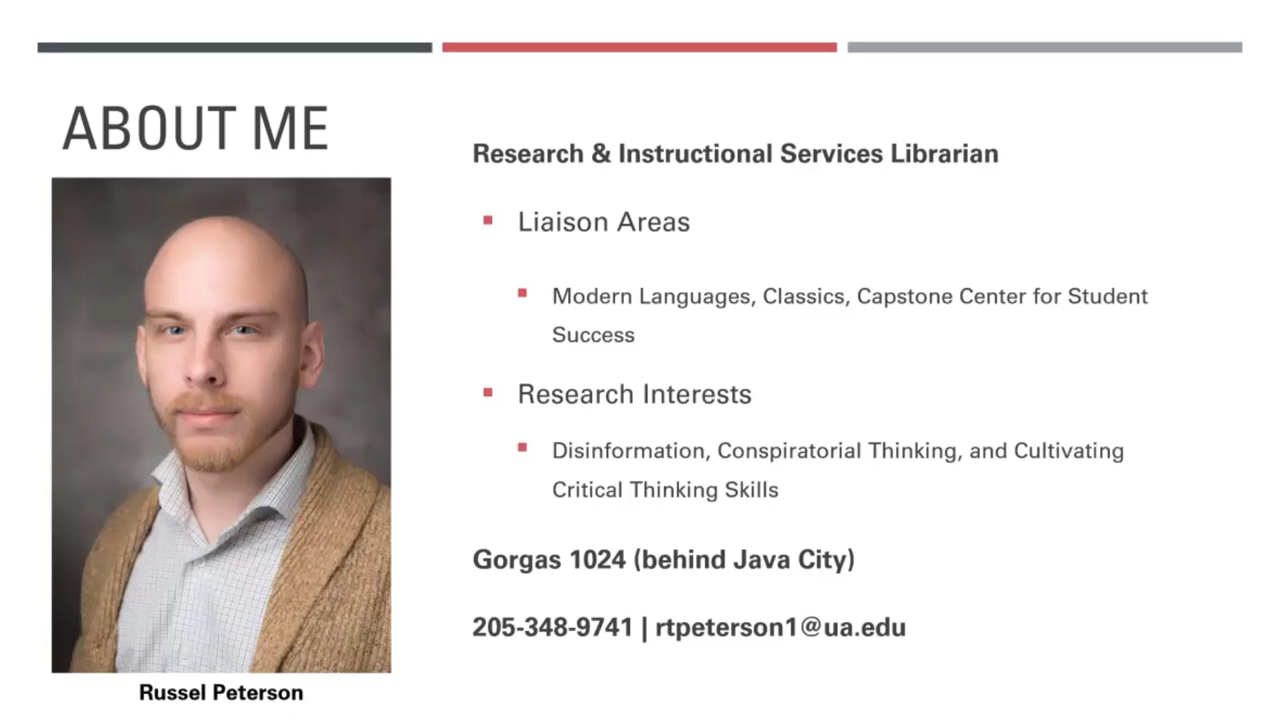 ABOUT ME
Research & Instructional Services Librarian
Liaison Areas
Modern Languages, Classics, Capstone Center for Student
Success
Research Interests
Disinformation, Conspiratorial Thinking, and Cultivating
Critical Thinking Skills
Gorgas 1024 (behind Java City)
205-348-9741 | rtpeterson1@ua.edu
Russel Peterson